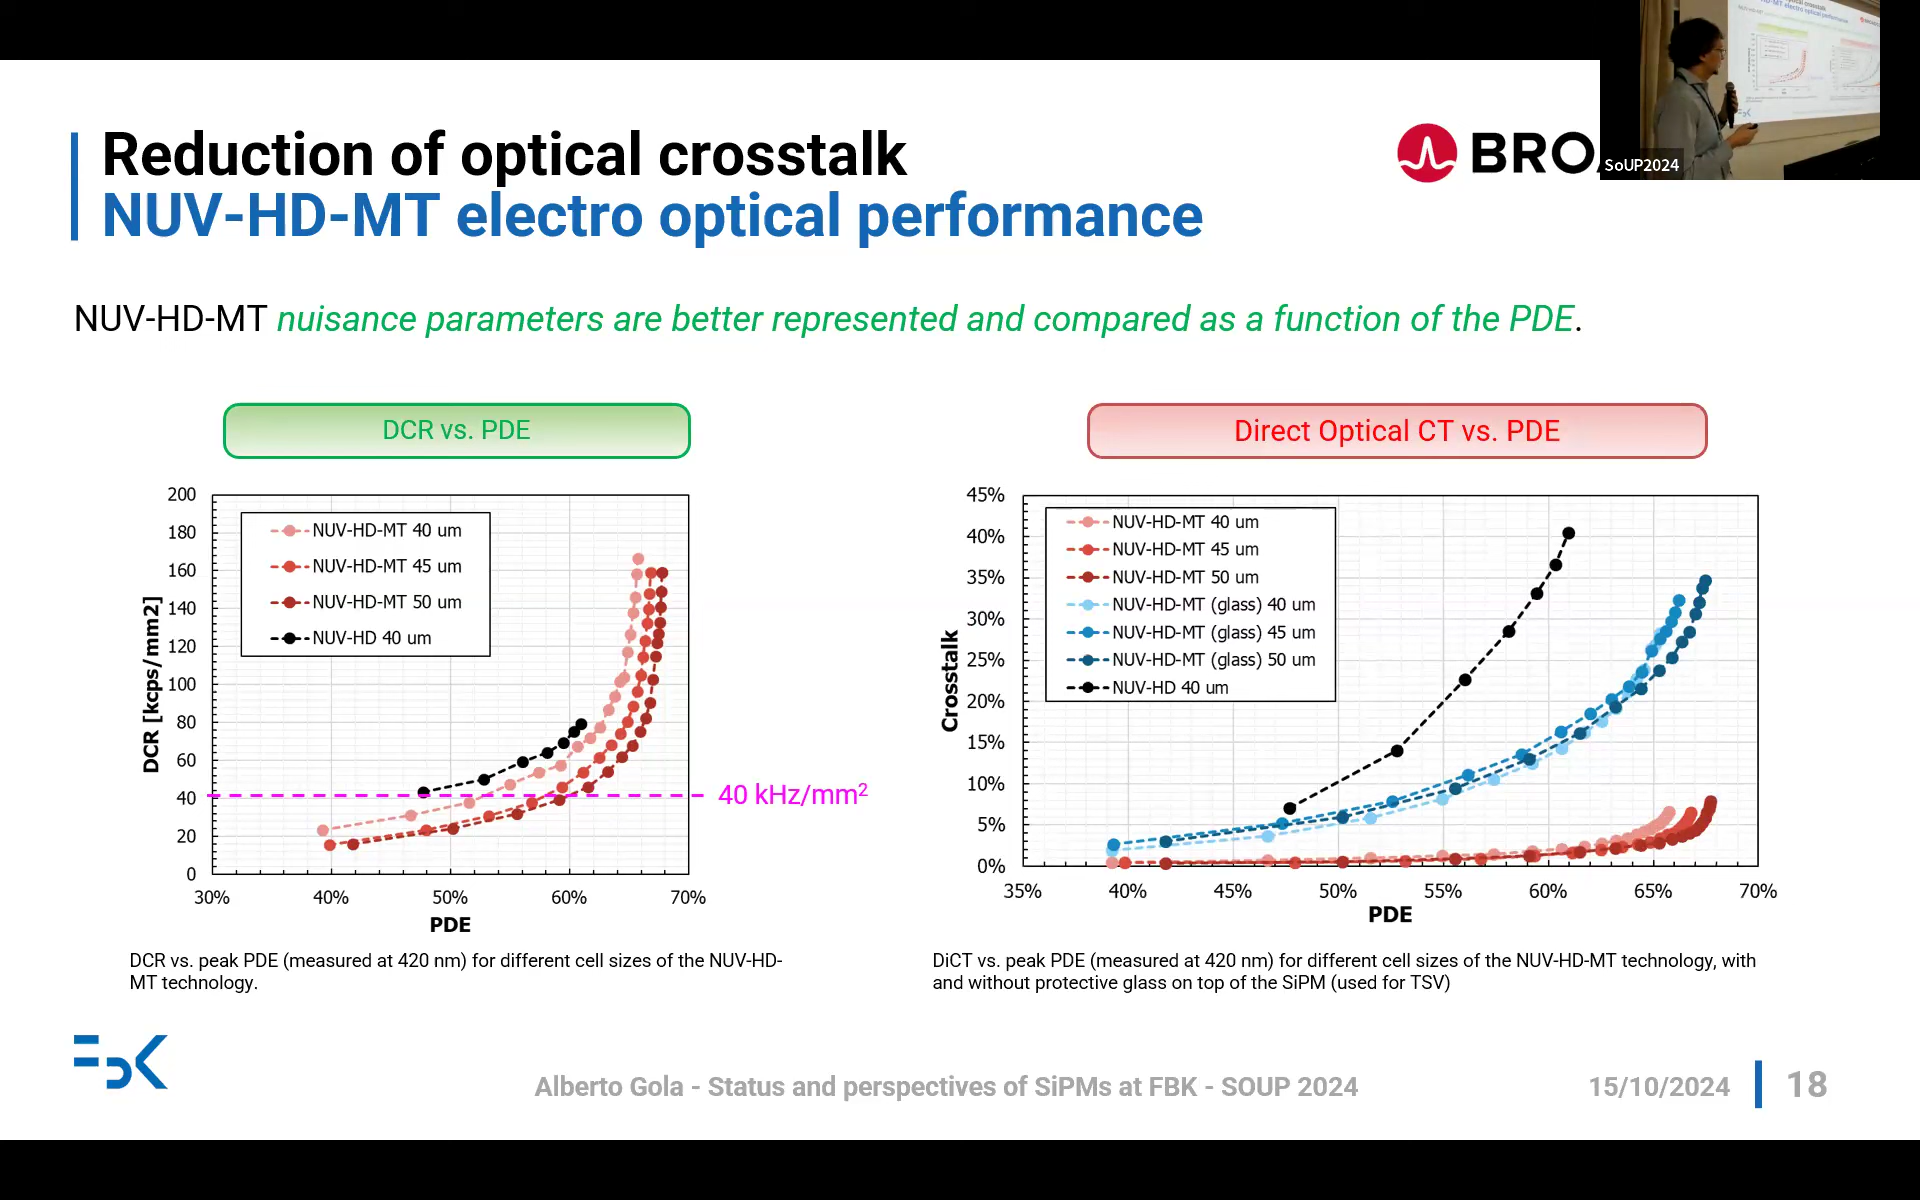 Reduction of optical crosstalk
NUV-HD-MT electro optical performance
BRO
SoUP2024
NUV-HD-MT nuisance parameters are better represented and compared as a function of the PDE.
DCR vs. PDE
200
180
160
140
120
100
80
60
40
20
0
DCR [kcps/mm2]
NUV-HD-MT 40 um
NUV-HD-MT 45 um
NUV-HD-MT 50 um
NUV-HD 40 um
40 kHz/mm²
30% 40% 50% 60% 70%
PDE
DCR vs. peak PDE (measured at 420 nm) for different cell sizes of the NUV-HD-
MT technology.
Direct Optical CT vs. PDE
45%
40%
35%
30%
25%
20%
15%
10%
5%
0%
Crosstalk
NUV-HD-MT 40 um
NUV-HD-MT 45 um
NUV-HD-MT 50 um
NUV-HD-MT (glass) 40 um
NUV-HD-MT (glass) 45 um
NUV-HD-MT (glass) 50 um
NUV-HD 40 um
35% 40% 45% 50% 55% 60% 65% 70%
PDE
DiCT vs. peak PDE (measured at 420 nm) for different cell sizes of the NUV-HD-MT technology, with
and without protective glass on top of the SiPM (used for TSV)
FBK
Alberto Gola - Status and perspectives of SiPMs at FBK - SOUP 2024
15/10/2024
18